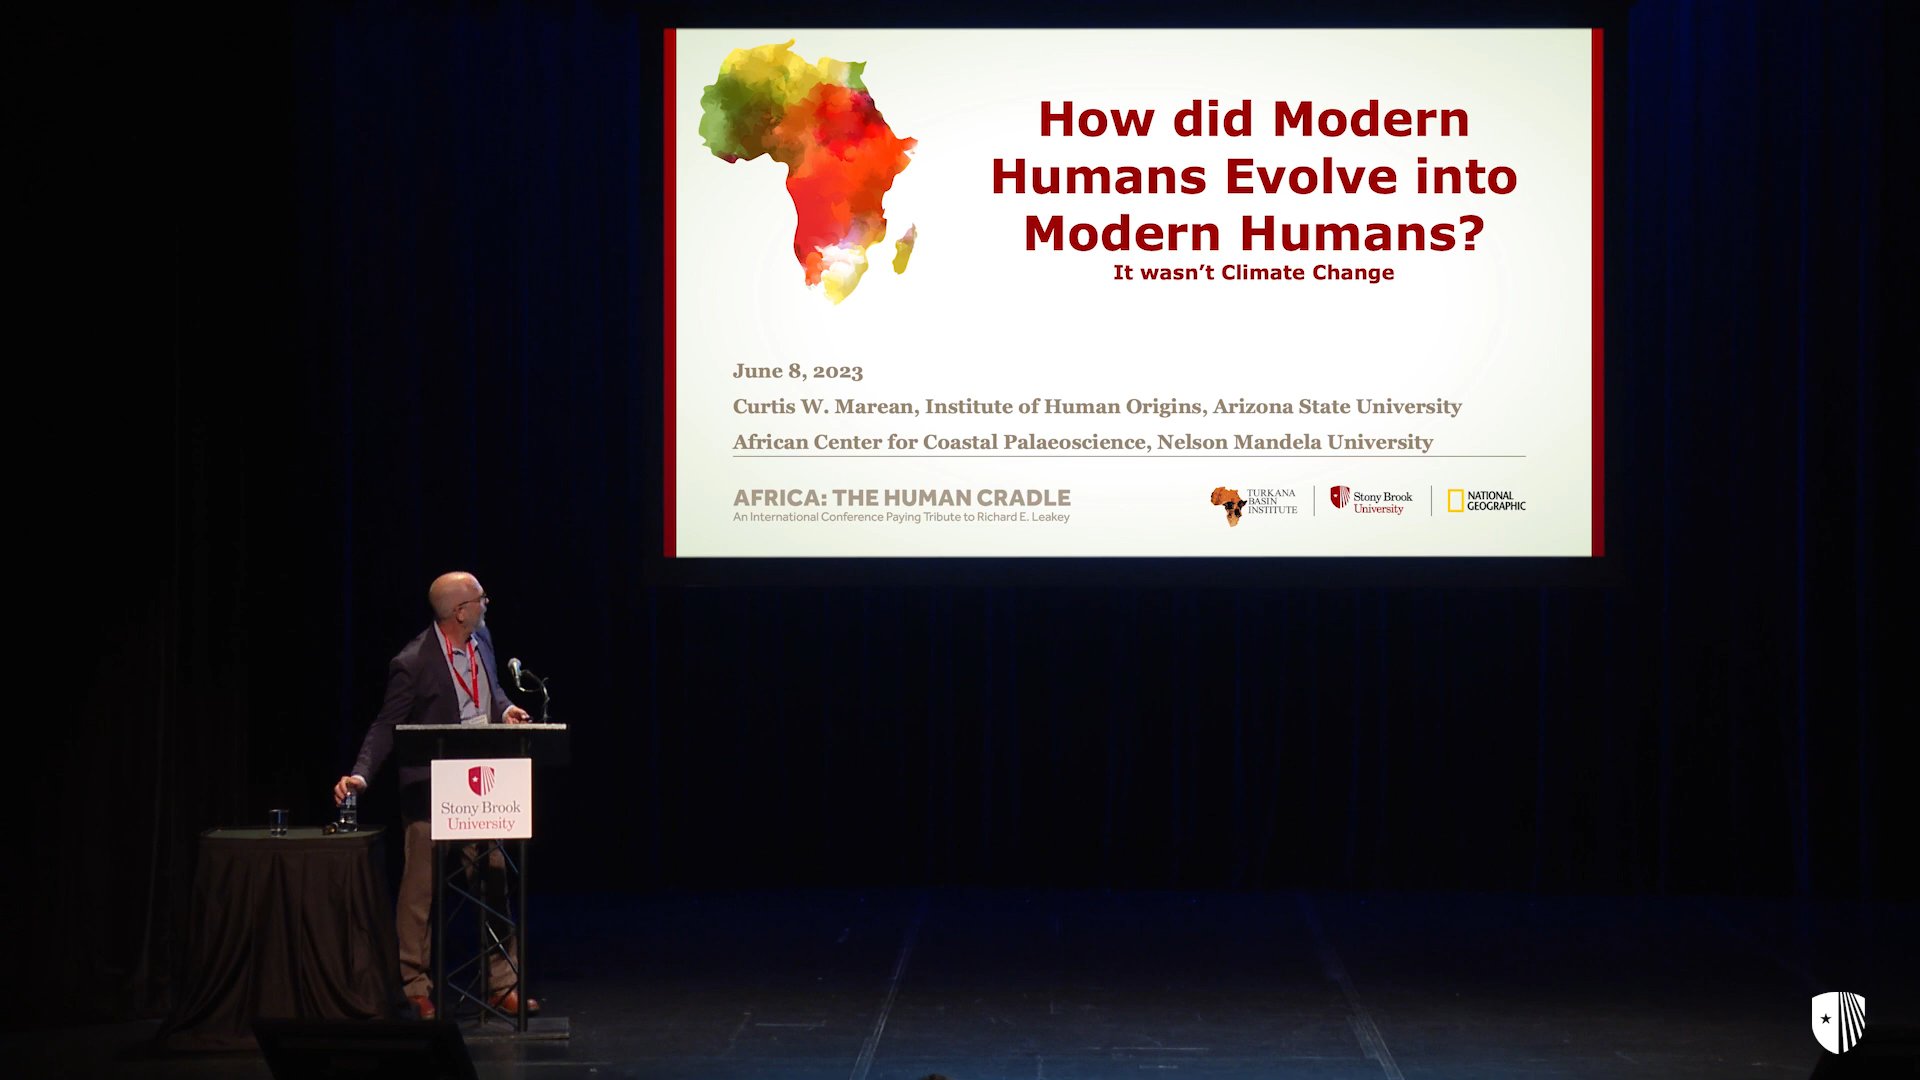 How did Modern
Humans Evolve into
Modern Humans?
It wasn’t Climate Change
June 8, 2023
Curtis W. Marean, Institute of Human Origins, Arizona State University
African Center for Coastal Palaeoscience, Nelson Mandela University
AFRICA: THE HUMAN CRADLE
An International Conference Paying Tribute to Richard E. Leakey
TURKANA
BASIN
INSTITUTE
Stony Brook
University
NATIONAL
GEOGRAPHIC
Stony Brook
University